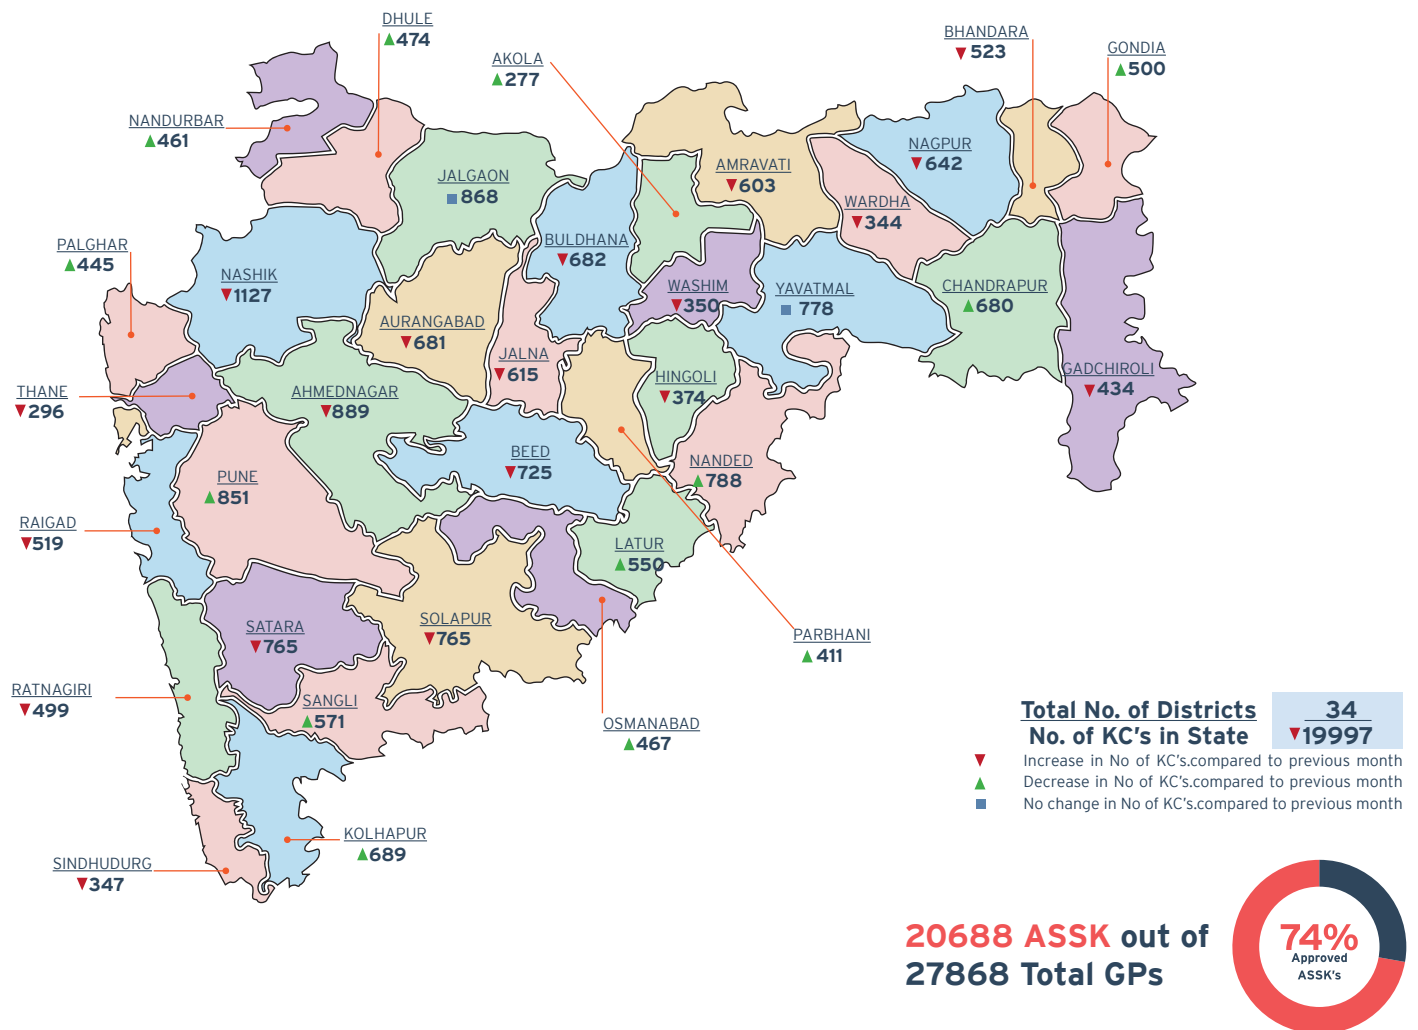 DHULE
474
BHANDARA
523
GONDIA
500
AKOLA
277
NANDURBAR
461
NAGPUR
642
AMRAVATI
603
JALGAON
868
WARDHA
344
PALGHAR
445
BULDHANA
682
NASHIK
1127
WASHIM
350
YAVATMAL
778
CHANDRAPUR
680
AURANGABAD
681
JALNA
615
HINGOLI
374
GADCHIROLI
434
THANE
296
AHMEDNAGAR
889
BEED
725
NANDED
788
PUNE
851
RAIGAD
519
LATUR
550
SATARA
765
SOLAPUR
765
PARBHANI
411
RATNAGIRI
499
SANGLI
571
OSMANABAD
467
KOLHAPUR
689
SINDHUDURG
347
Total No. of Districts 34
No. of KC's in State 19997
Increase in No of KC's.compared to previous month
Decrease in No of KC's.compared to previous month
No change in No of KC's.compared to previous month
20688 ASSK out of
27868 Total GPs
74%
Approved
ASSK's